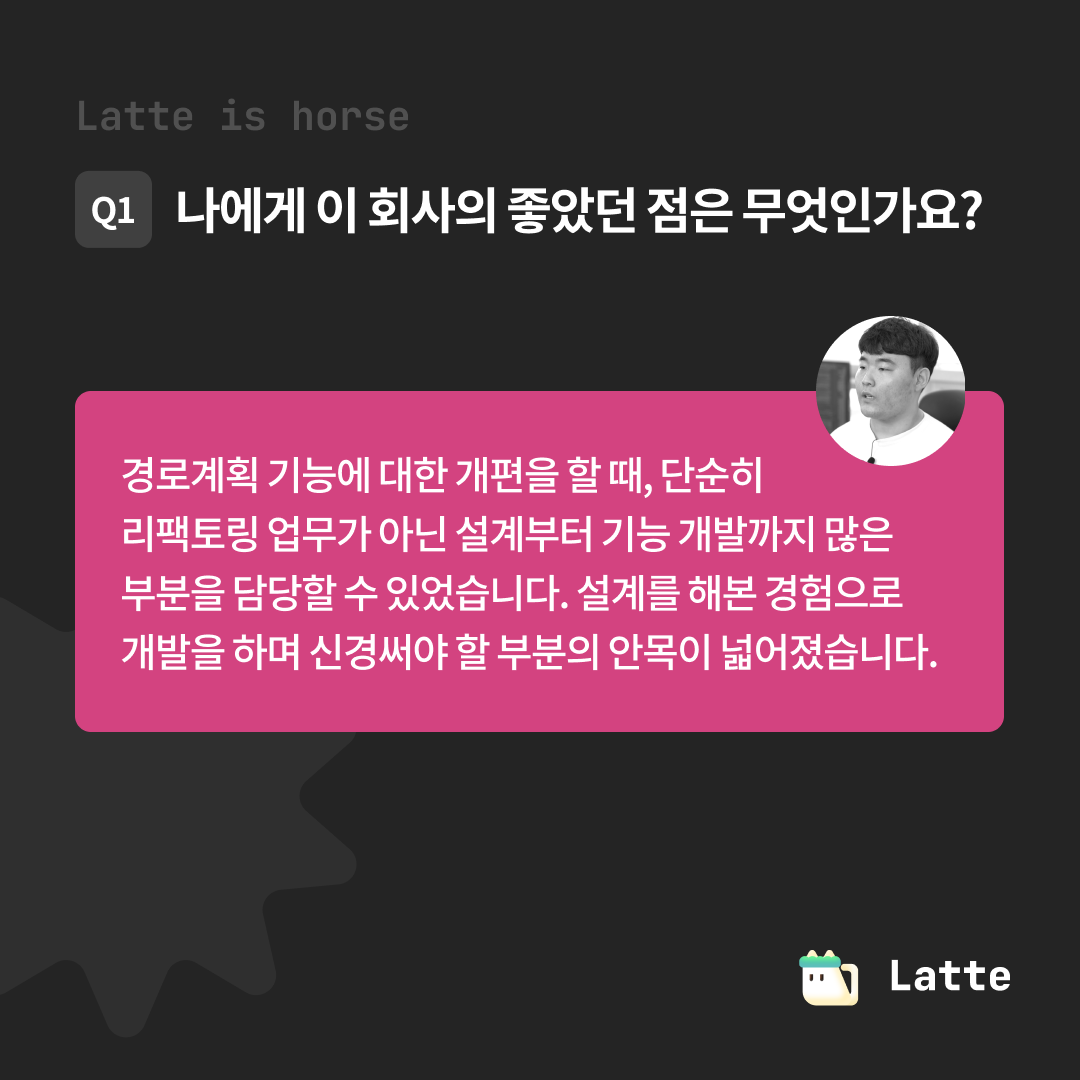 Latte is horse
Q1 나에게 이 회사의 좋았던 점은 무엇인가요?
경로계획 기능에 대한 개편을 할 때, 단순히
리팩토링 업무가 아닌 설계부터 기능 개발까지 많은
부분을 담당할 수 있었습니다. 설계를 해본 경험으로
개발을 하며 신경써야 할 부분의 안목이 넓어졌습니다.
Latte